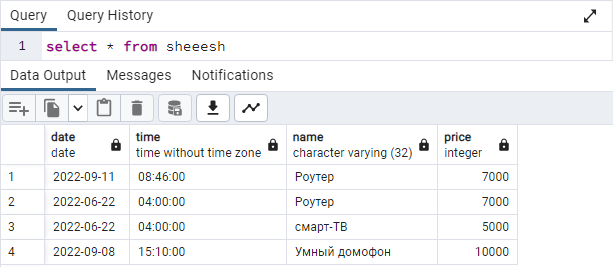 Query Query History
1 select * from sheeesh
Data Output Messages Notifications
date time name price
date time without time zone character varying (32) integer
1 2022-09-11 08:46:00 Роутер 7000
2 2022-06-22 04:00:00 Роутер 7000
3 2022-06-22 04:00:00 смарт-ТВ 5000
4 2022-09-08 15:10:00 Умный домофон 10000